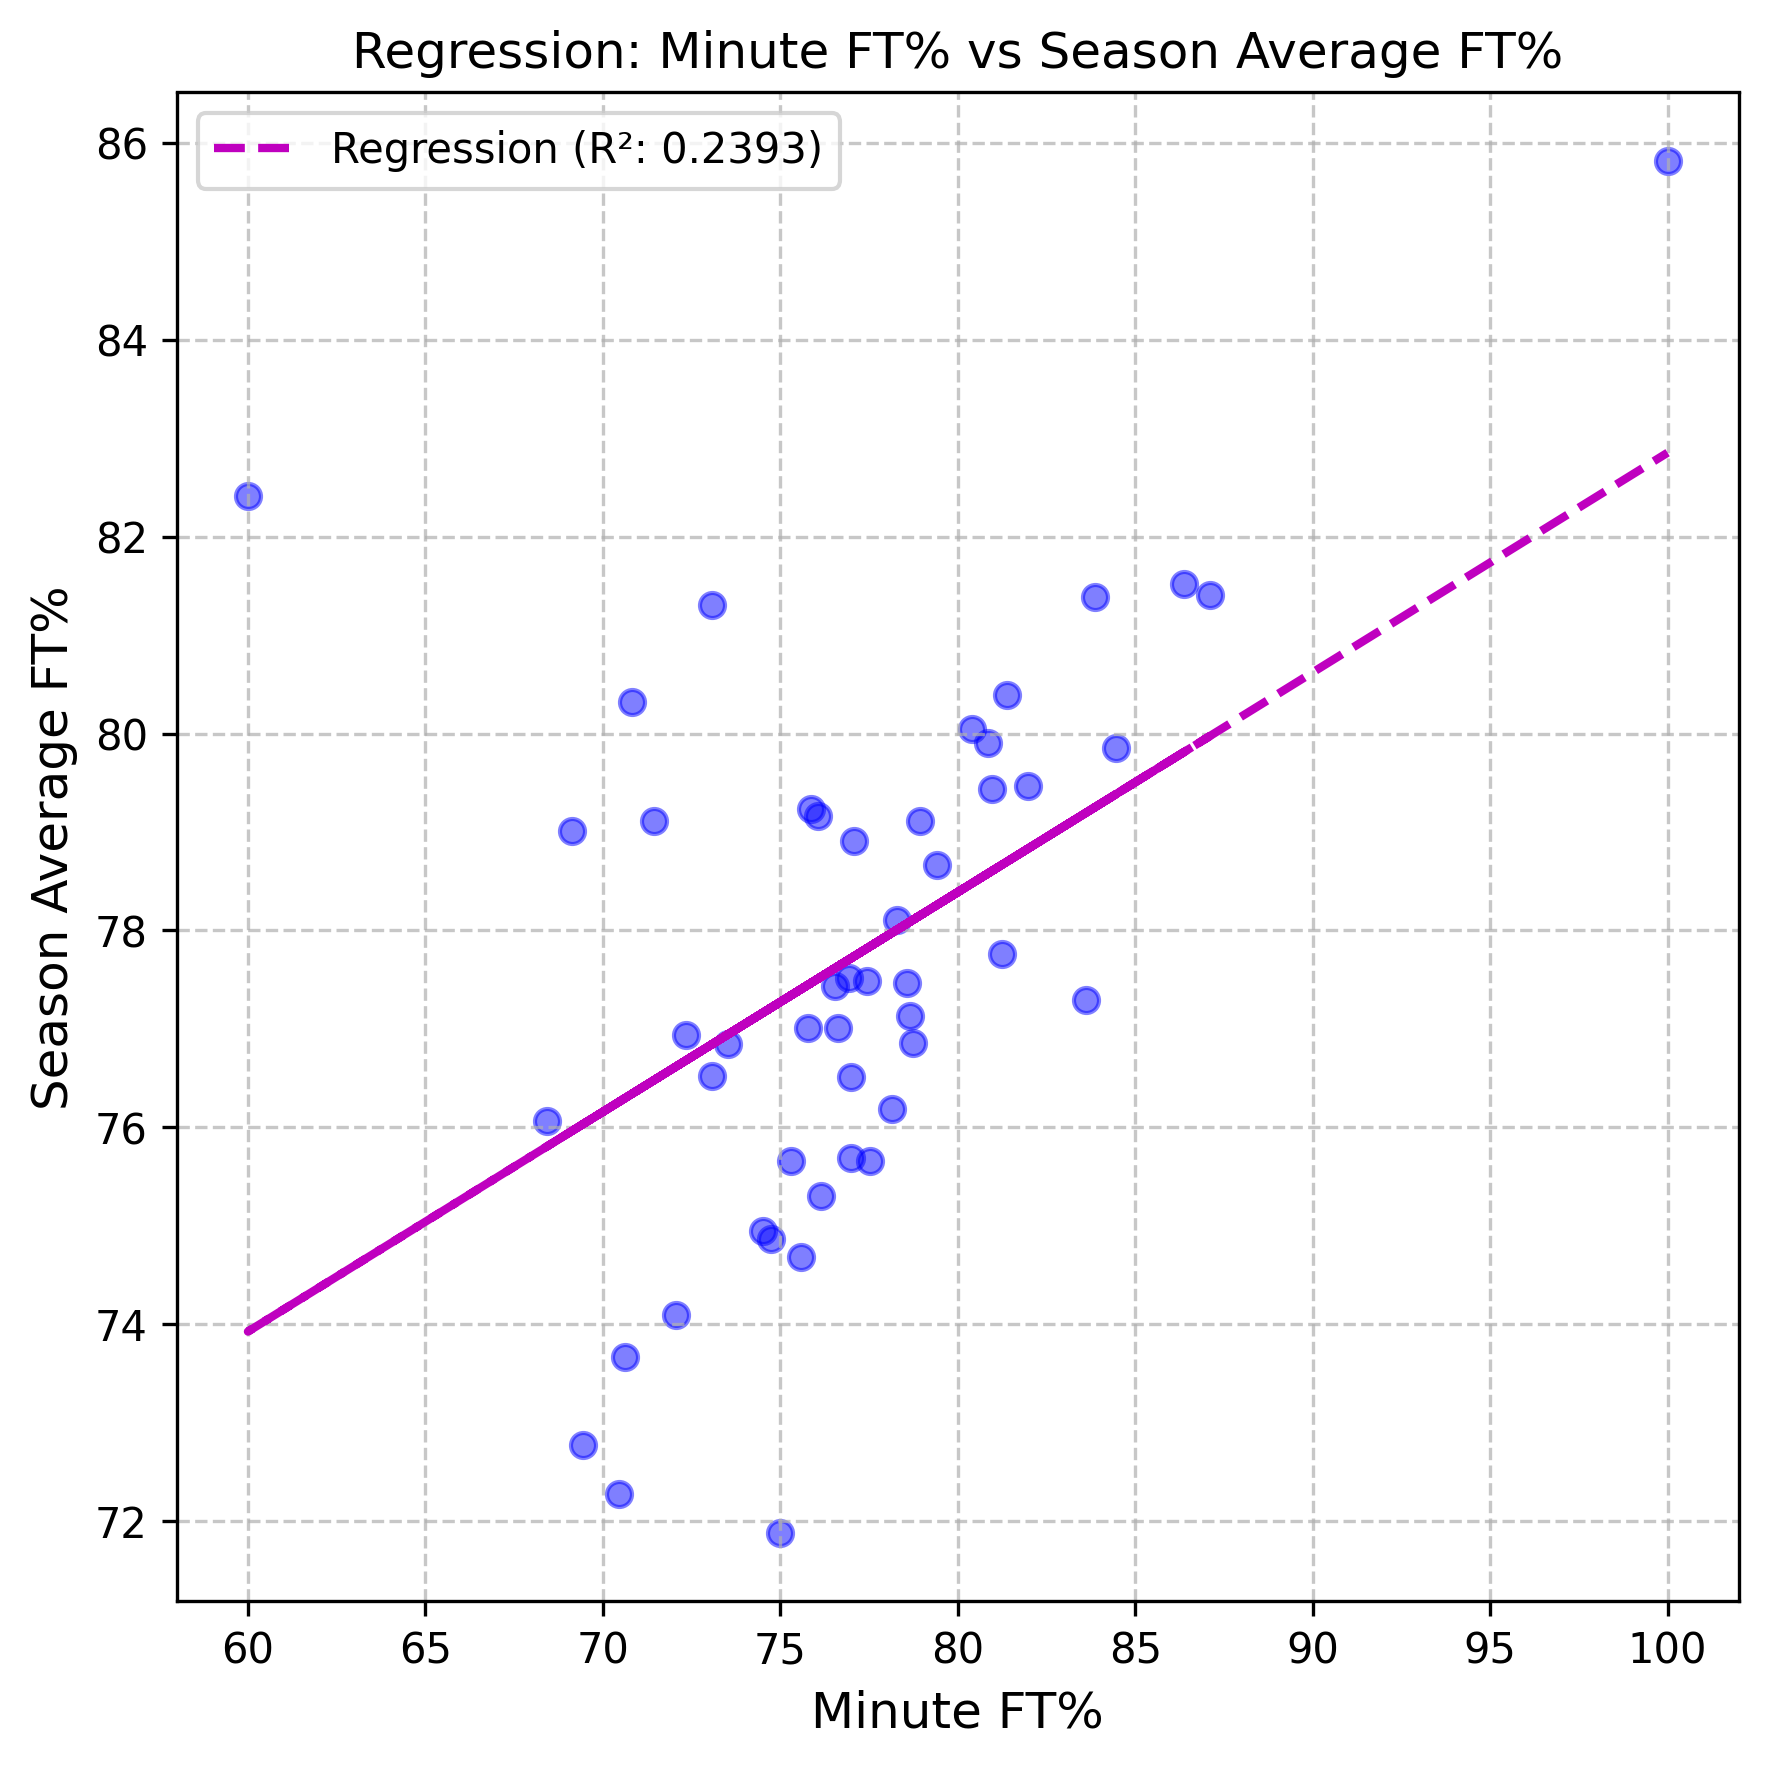 Regression: Minute FT% vs Season Average FT%
Regression (R²: 0.2393)
86
84
82
80
78
76
74
72
Season Average FT%
60 65 70 75 80 85 90 95 100
Minute FT%